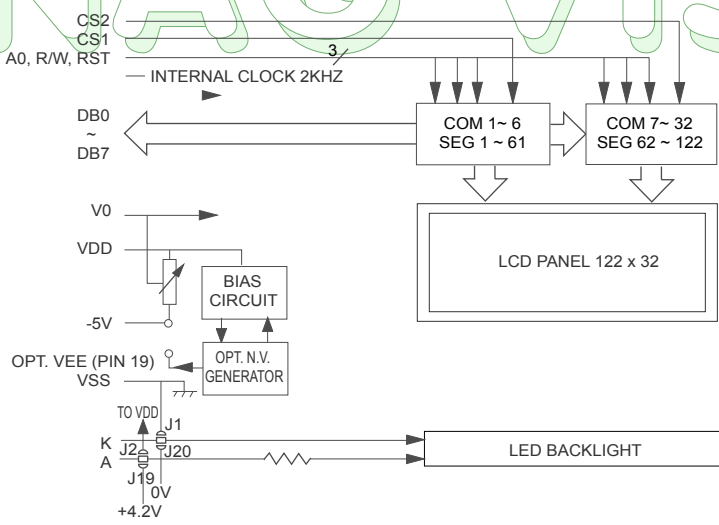 CS2
CS1
A0, R/W, RST
3
INTERNAL CLOCK 2KHZ
DB0
~
DB7
COM 1~ 6
SEG 1 ~ 61
COM 7~ 32
SEG 62 ~ 122
LCD PANEL 122 x 32
V0
VDD
BIAS
CIRCUIT
-5V
OPT. VEE (PIN 19)
OPT. N.V.
GENERATOR
VSS
TO VDD
J1
K
J2
J20
A
J19
0V
+4.2V
LED BACKLIGHT